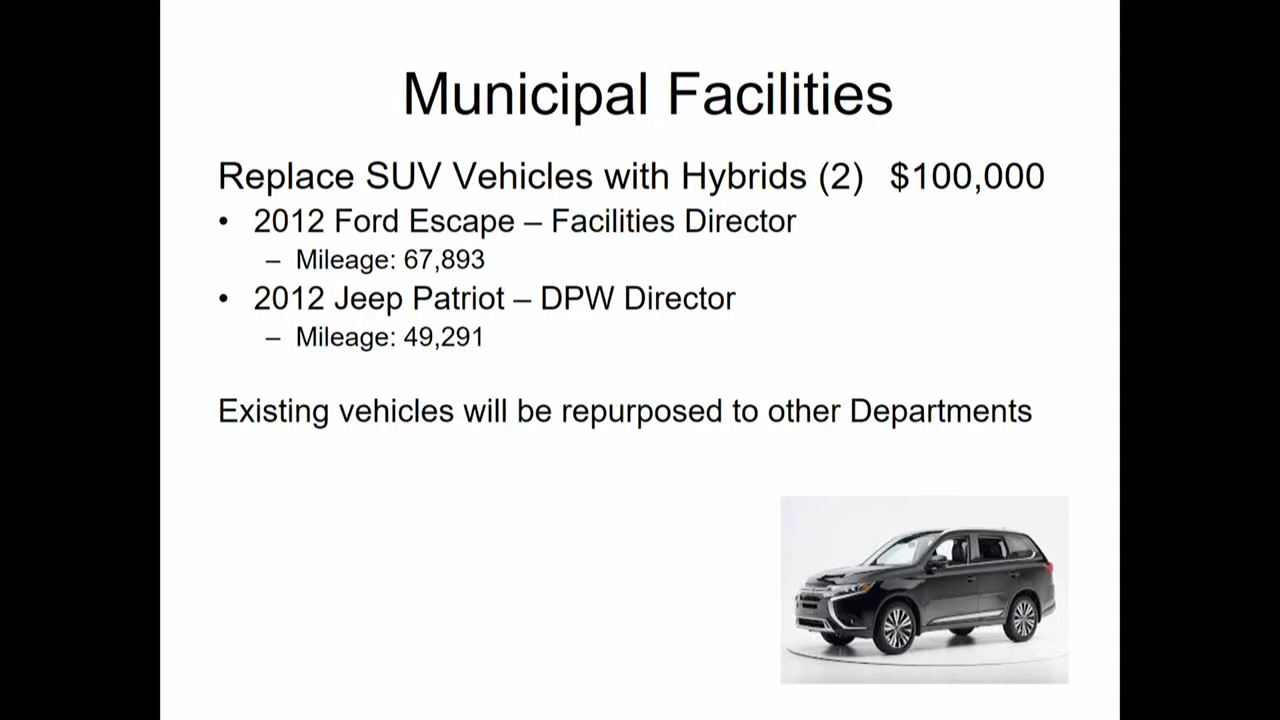 Municipal Facilities
Replace SUV Vehicles with Hybrids (2) $100,000
• 2012 Ford Escape – Facilities Director
– Mileage: 67,893
• 2012 Jeep Patriot – DPW Director
– Mileage: 49,291
Existing vehicles will be repurposed to other Departments